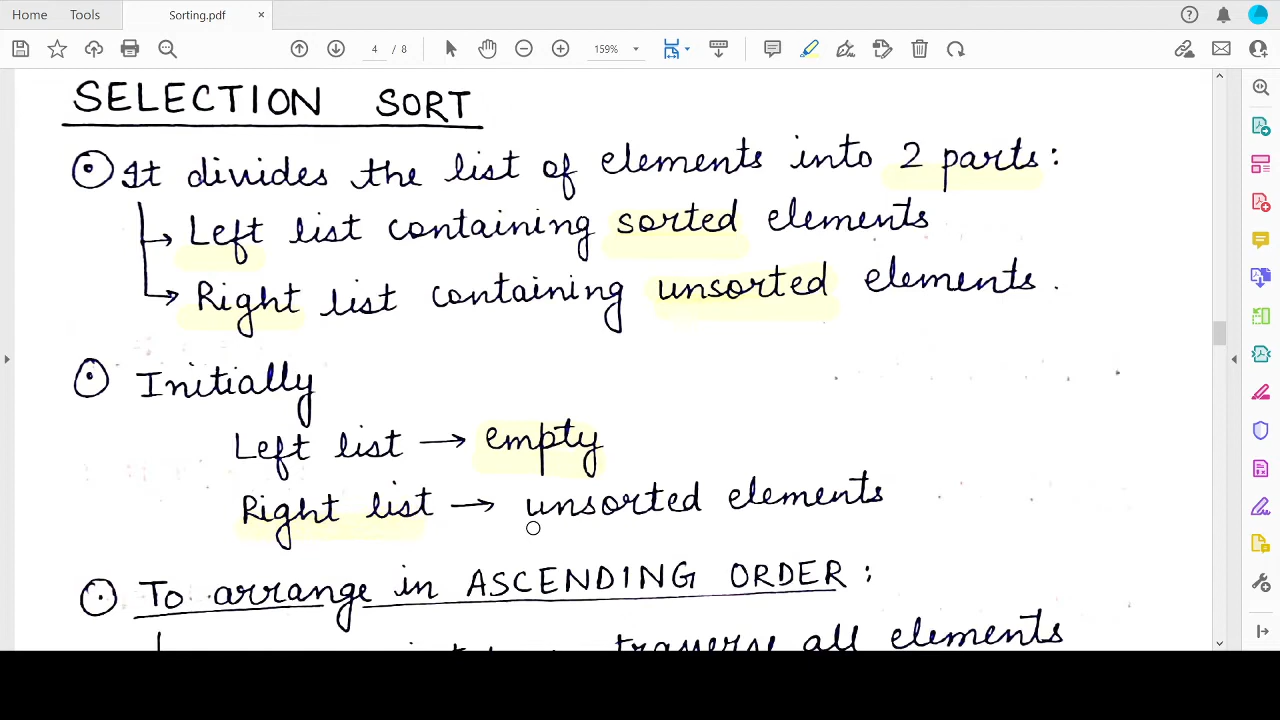 Home Tools Sorting.pdf ×
4 / 8 159%
SELECTION SORT
It divides the list of elements into 2 parts:
Left list containing sorted elements
Right list containing unsorted elements.
Initially
Left list → empty
Right list → unsorted elements
To arrange in ASCENDING ORDER:
traverse all elements